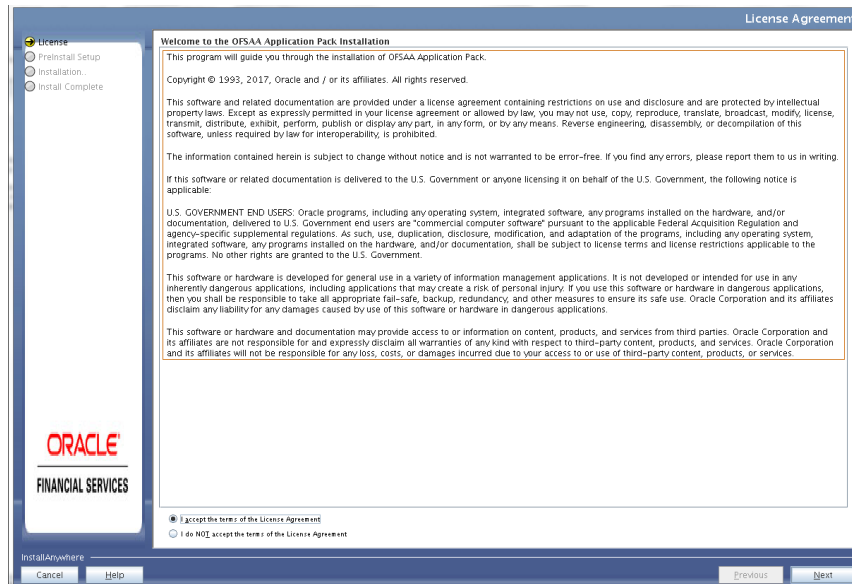 License Agreement
License
PreInstall Setup
Installation..
Install Complete
Welcome to the OFSAA Application Pack Installation
This program will guide you through the installation of OFSAA Application Pack.
Copyright © 1993, 2017, Oracle and / or its affiliates. All rights reserved.
This software and related documentation are provided under a license agreement containing restrictions on use and disclosure and are protected by intellectual
property laws. Except as expressly permitted in your license agreement or allowed by law, you may not use, copy, reproduce, translate, broadcast, modify, license,
transmit, distribute, exhibit, perform, publish or display any part, in any form, or by any means. Reverse engineering, disassembly, or decompilation of this
software, unless required by law for interoperability, is prohibited.
The information contained herein is subject to change without notice and is not warranted to be error-free. If you find any errors, please report them to us in writing.
If this software or related documentation is delivered to the U.S. Government or anyone licensing it on behalf of the U.S. Government, the following notice is
applicable:
U.S. GOVERNMENT END USERS: Oracle programs, including any operating system, integrated software, any programs installed on the hardware, and/or
documentation, delivered to U.S. Government end users are "commercial computer software" pursuant to the applicable Federal Acquisition Regulation and
agency-specific supplemental regulations. As such, use, duplication, disclosure, modification, and adaptation of the programs, including any operating system,
integrated software, any programs installed on the hardware, and/or documentation, shall be subject to license terms and license restrictions applicable to the
programs. No other rights are granted to the U.S. Government.
This software or hardware is developed for general use in a variety of information management applications. It is not developed or intended for use in any
inherently dangerous applications, including applications that may create a risk of personal injury. If you use this software or hardware in dangerous applications,
then you shall be responsible to take all appropriate fail-safe, backup, redundancy, and other measures to ensure its safe use. Oracle Corporation and its affiliates
disclaim any liability for any damages caused by use of this software or hardware in dangerous applications.
This software or hardware and documentation may provide access to or information on content, products, and services from third parties. Oracle Corporation and
its affiliates are not responsible for and expressly disclaim all warranties of any kind with respect to third-party content, products, and services. Oracle Corporation
and its affiliates will not be responsible for any loss, costs, or damages incurred due to your access to or use of third-party content, products, or services.
ORACLE
FINANCIAL SERVICES
I accept the terms of the License Agreement
I do NOT accept the terms of the License Agreement
InstallAnywhere
Cancel
Help
Previous
Next